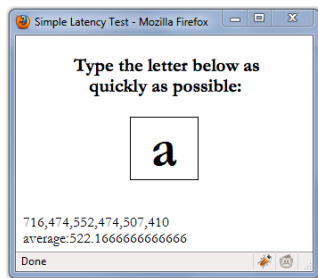 Simple Latency Test - Mozilla Firefox
Type the letter below as
quickly as possible:
a
716,474,552,474,507,410
average:522.1666666666666
Done